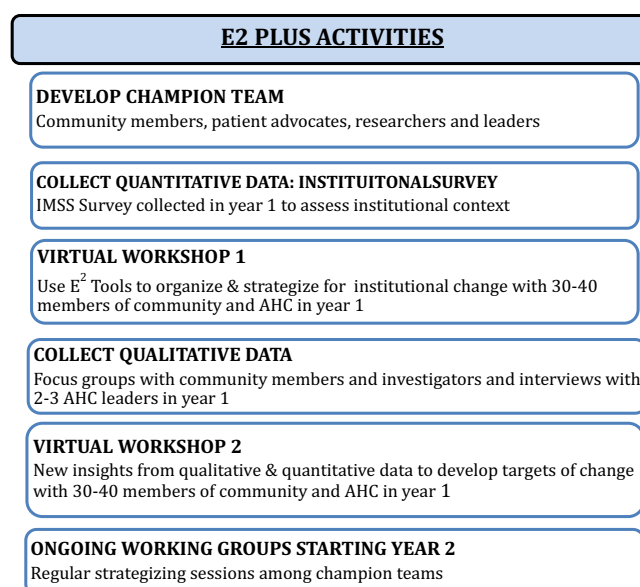 E2 PLUS ACTIVITIES
DEVELOP CHAMPION TEAM
Community members, patient advocates, researchers and leaders
COLLECT QUANTITATIVE DATA: INSTITUITONALSURVEY
IMSS Survey collected in year 1 to assess institutional context
VIRTUAL WORKSHOP 1
Use E² Tools to organize & strategize for institutional change with 30-40
members of community and AHC in year 1
COLLECT QUALITATIVE DATA
Focus groups with community members and investigators and interviews with
2-3 AHC leaders in year 1
VIRTUAL WORKSHOP 2
New insights from qualitative & quantitative data to develop targets of change
with 30-40 members of community and AHC in year 1
ONGOING WORKING GROUPS STARTING YEAR 2
Regular strategizing sessions among champion teams